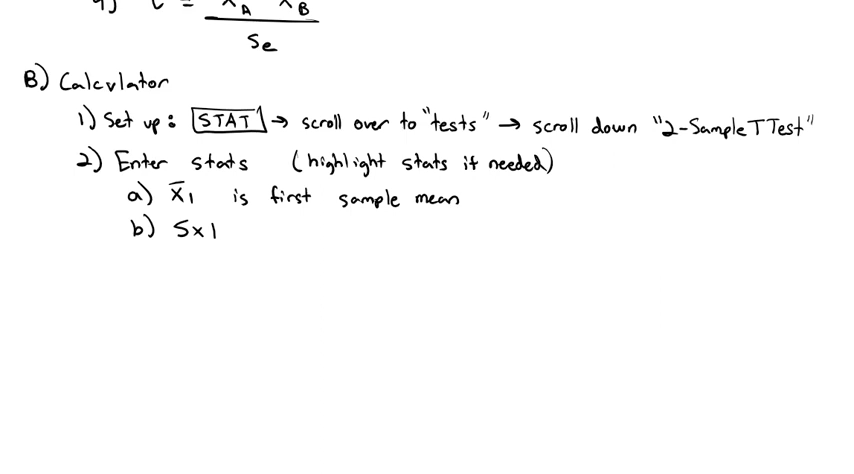 4) t = x̄A - x̄B
Se
B) Calculator
1) Set up: STAT → scroll over to "tests" → scroll down "2-SampleTTest"
2) Enter stats (highlight stats if needed)
a) x̄1 is first sample mean
b) Sx1